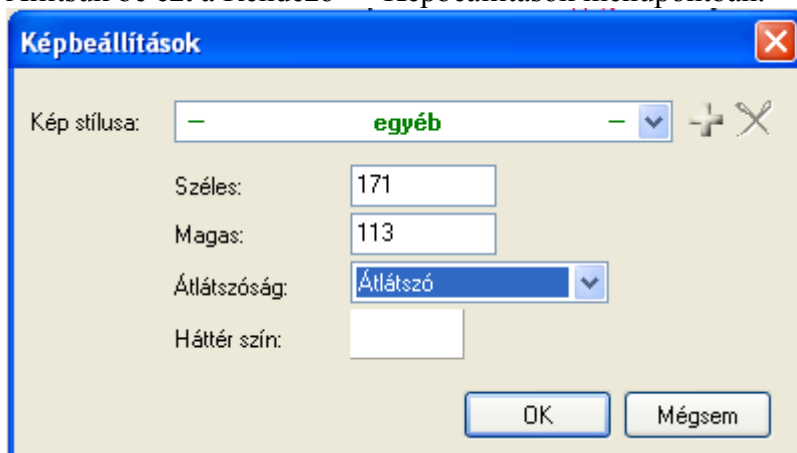 Képbeállítások
Kép stílusa: – egyéb –
Széles: 171
Magas: 113
Átlátszóság: Átlátszó
Háttér szín:
OK Mégsem